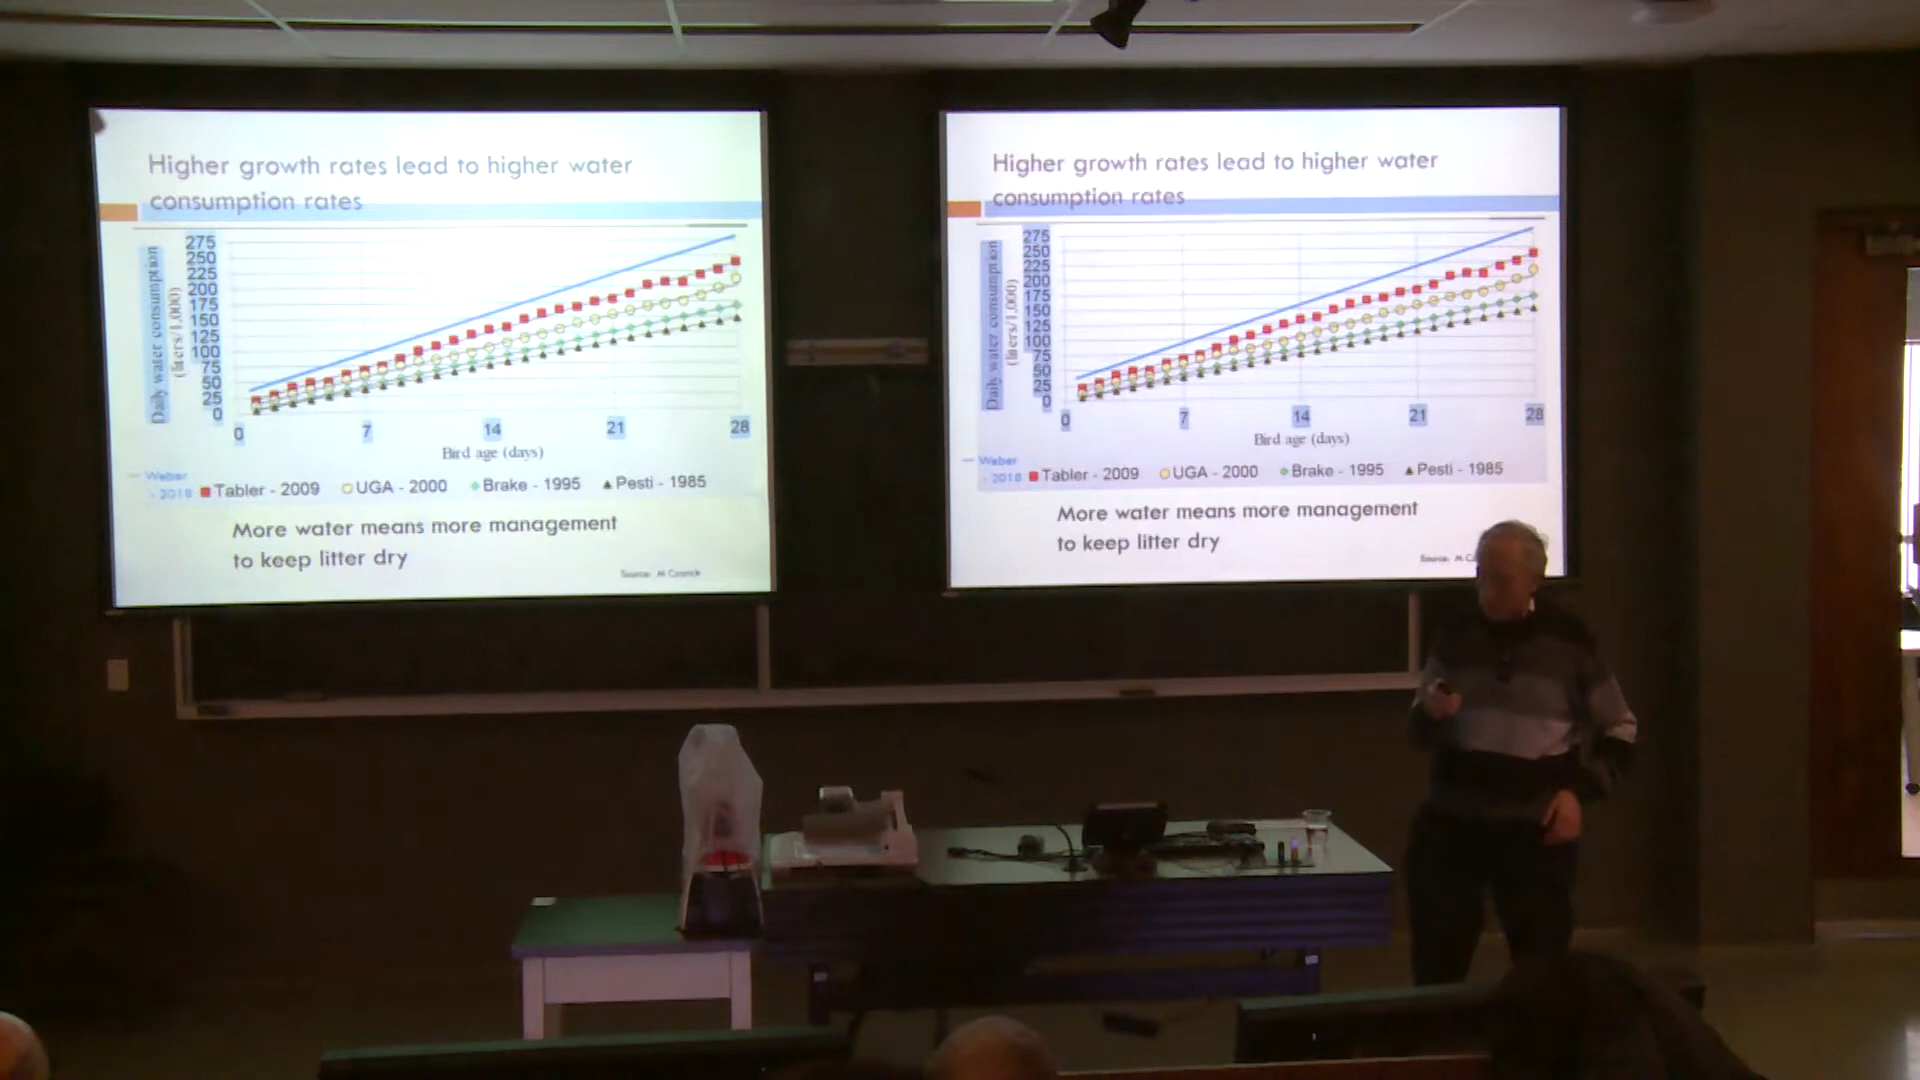 Higher growth rates lead to higher water
consumption rates
Daily water consumption
(liters/1,000)
275
250
225
200
175
150
125
100
75
50
25
0
0 7 14 21 28
Bird age (days)
Weber
- 2018 Tabler - 2009 UGA - 2000 Brake - 1995 Pesti - 1985
More water means more management
to keep litter dry
Source: M Czarick
Higher growth rates lead to higher water
consumption rates
Daily water consumption
(liters/1,000)
275
250
225
200
175
150
125
100
75
50
25
0
0 7 14 21 28
Bird age (days)
Weber
- 2018 Tabler - 2009 UGA - 2000 Brake - 1995 Pesti - 1985
More water means more management
to keep litter dry
Source: M